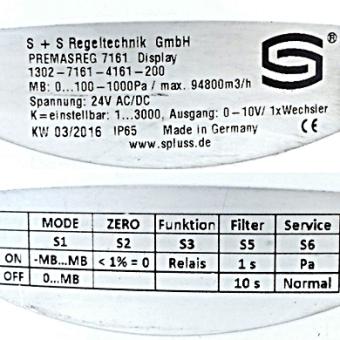 S + S Regeltechnik GmbH
PREMASREG 7161 Display
1302-7161-4161-200
MB: 0...100-1000Pa / max. 94800m3/h
Spannung: 24V AC/DC
K=einstellbar: 1...3000, Ausgang: 0-10V/ 1xWechsler
KW 03/2016 IP65 Made in Germany CE
www.spluss.de
S ®
MODE ZERO Funktion Filter Service
S1 S2 S3 S5 S6
ON -MB...MB < 1% = 0 Relais 1 s Pa
OFF 0...MB 10 s Normal